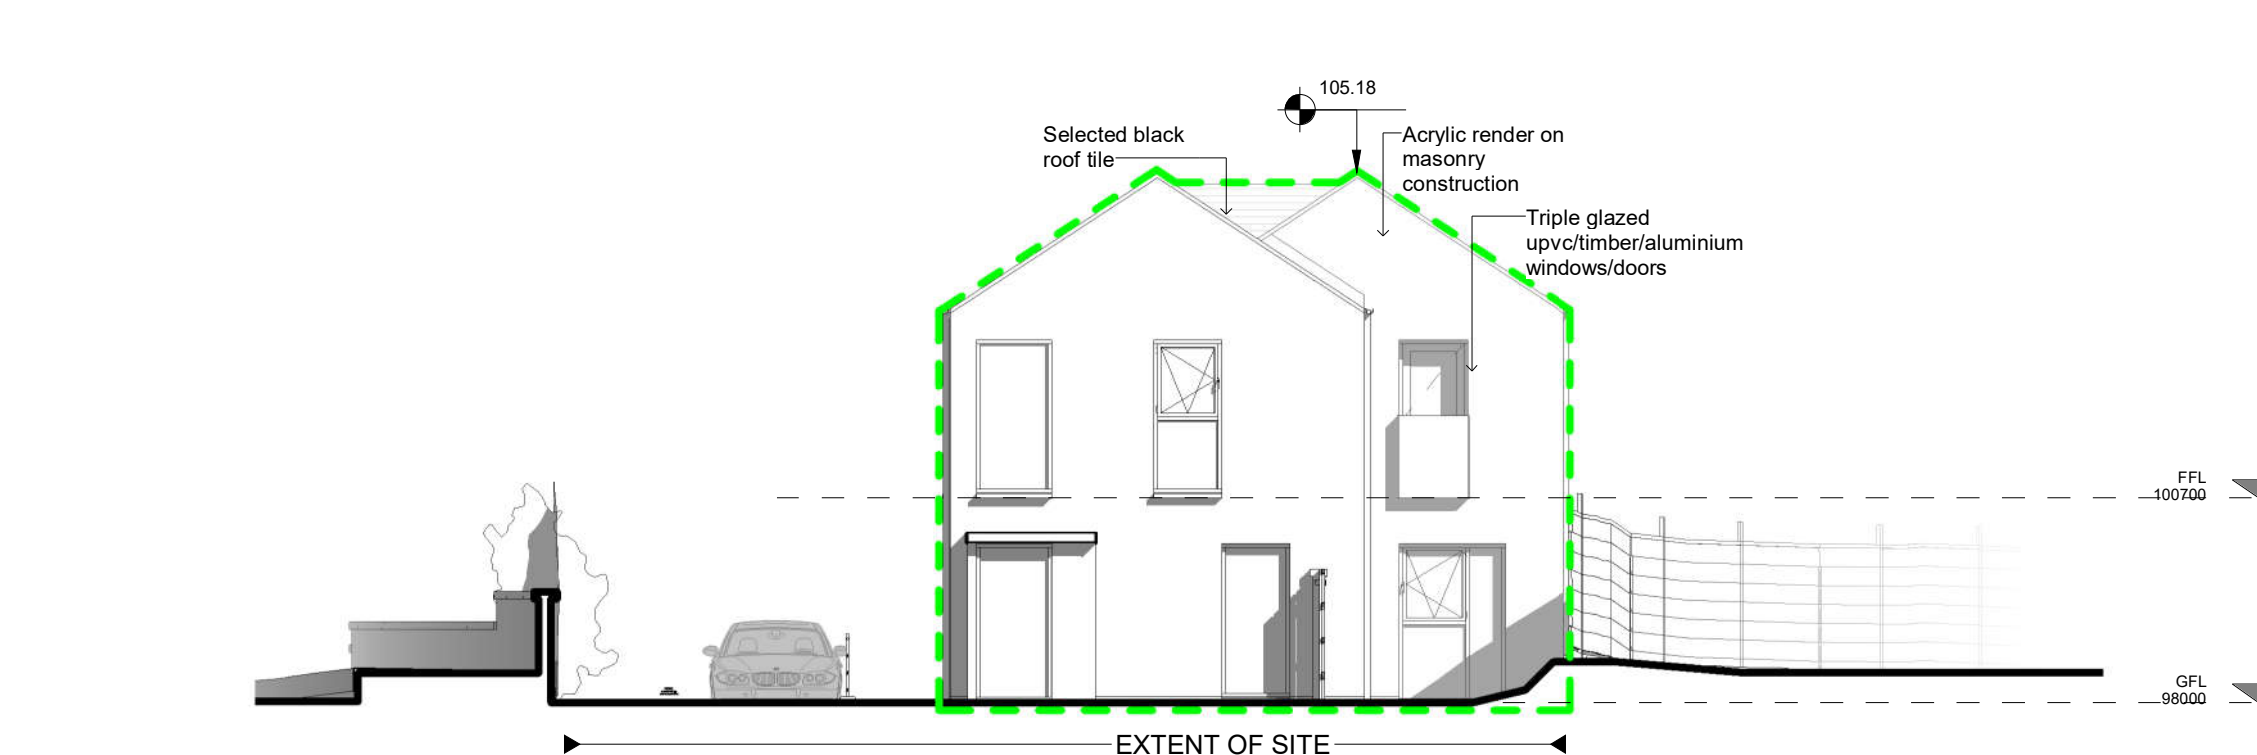 105.18
Selected black
roof tile
Acrylic render on
masonry
construction
Triple glazed
upvc/timber/aluminium
windows/doors
FFL
100700
GFL
98000
EXTENT OF SITE